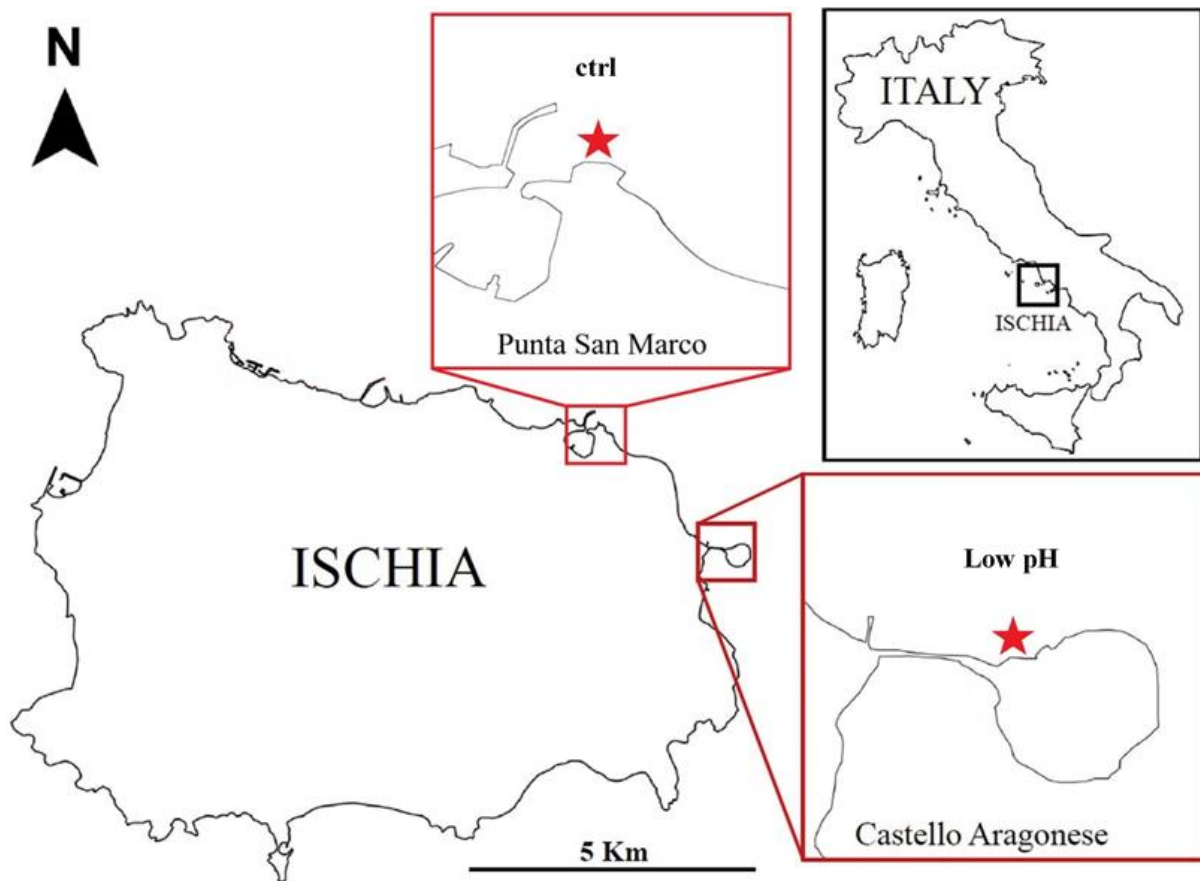 N
ctrl
Punta San Marco
ITALY
ISCHIA
ISCHIA
Low pH
Castello Aragonese
5 Km